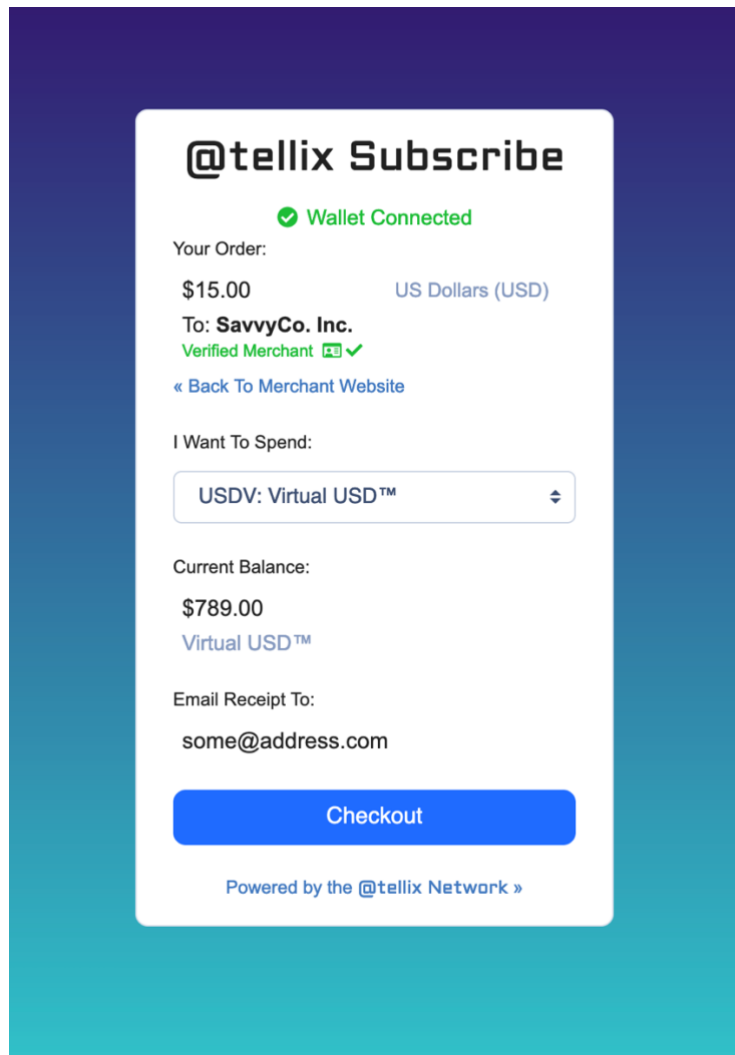 @tellix Subscribe
Wallet Connected
Your Order:
$15.00 US Dollars (USD)
To: SavvyCo. Inc.
Verified Merchant
« Back To Merchant Website
I Want To Spend:
USDV: Virtual USD™
Current Balance:
$789.00
Virtual USD™
Email Receipt To:
some@address.com
Checkout
Powered by the @tellix Network »